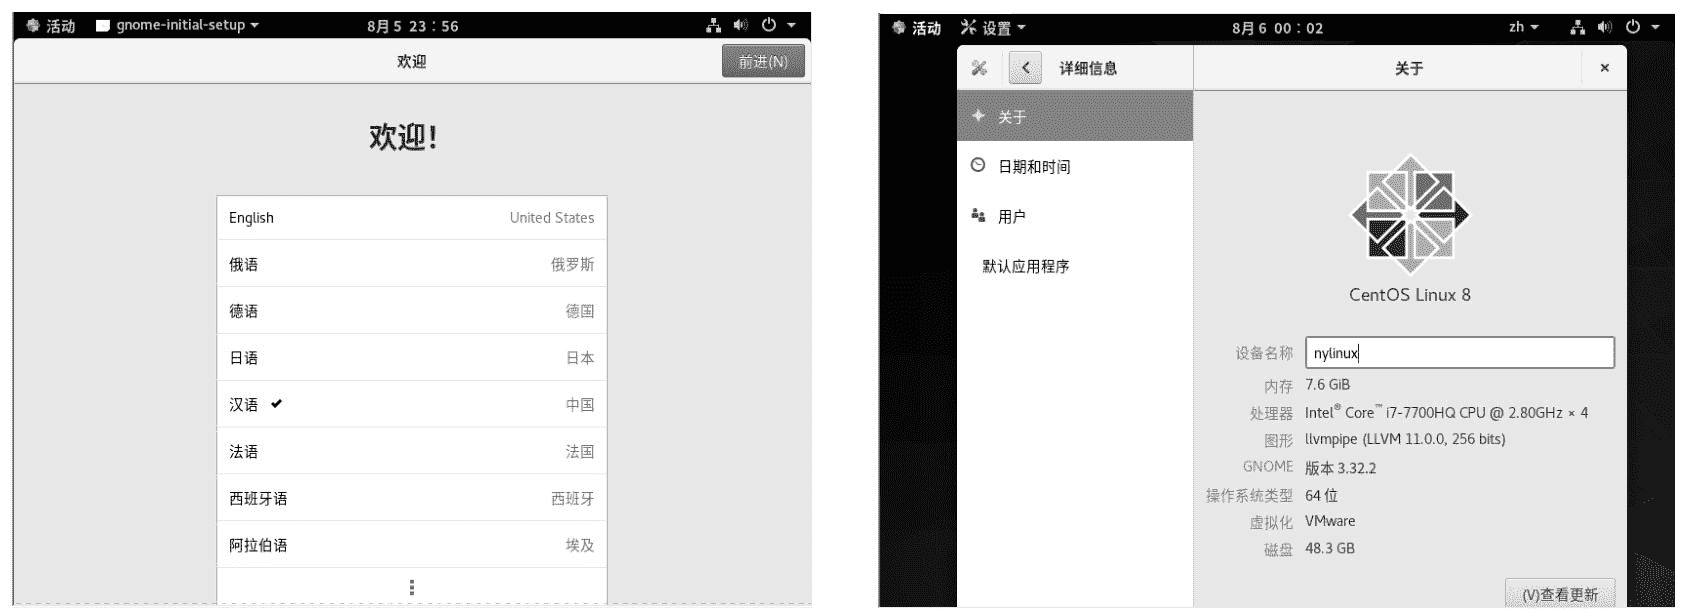 活动 gnome-initial-setup 8月 5 23：56
欢迎 前进(N)
欢迎!
English United States
俄语 俄罗斯
德语 德国
日语 日本
汉语 ✔ 中国
法语 法国
西班牙语 西班牙
阿拉伯语 埃及
活动 设置 8月 6 00：02 zh
详细信息 关于 ×
关于
日期和时间
用户
默认应用程序
CentOS Linux 8
设备名称 nylinux
内存 7.6 GiB
处理器 Intel® Core™ i7-7700HQ CPU @ 2.80GHz × 4
图形 llvmpipe (LLVM 11.0.0, 256 bits)
GNOME 版本 3.32.2
操作系统类型 64 位
虚拟化 VMware
磁盘 48.3 GB
(V)查看更新